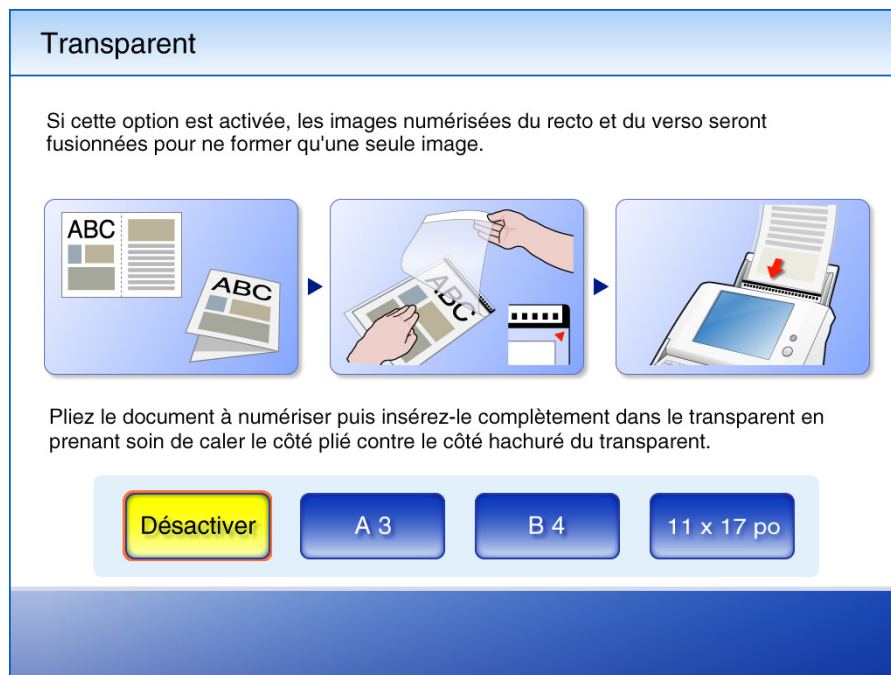 Transparent
Si cette option est activée, les images numérisées du recto et du verso seront
fusionnées pour ne former qu'une seule image.
ABC
ABC
ABC
Pliez le document à numériser puis insérez-le complètement dans le transparent en
prenant soin de caler le côté plié contre le côté hachuré du transparent.
Désactiver
A 3
B 4
11 x 17 po